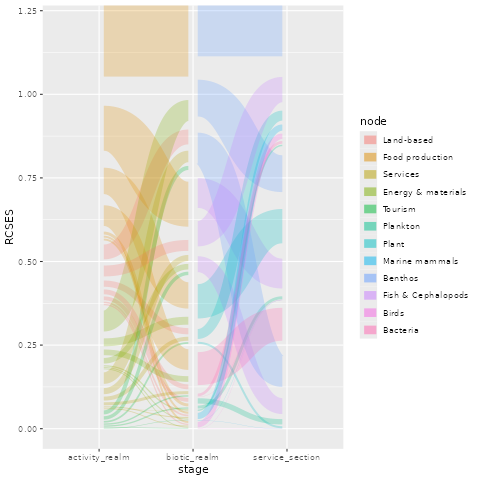 1.25
1.00
0.75
0.50
0.25
0.00
RCSES
activity_realm biotic_realm service_section
stage
node
Land-based
Food production
Services
Energy & materials
Tourism
Plankton
Plant
Marine mammals
Benthos
Fish & Cephalopods
Birds
Bacteria